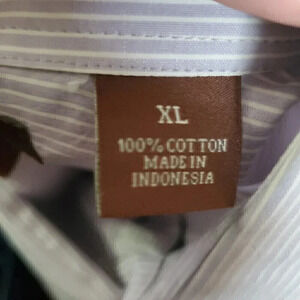 XL
100% COTTON
MADE IN
INDONESIA